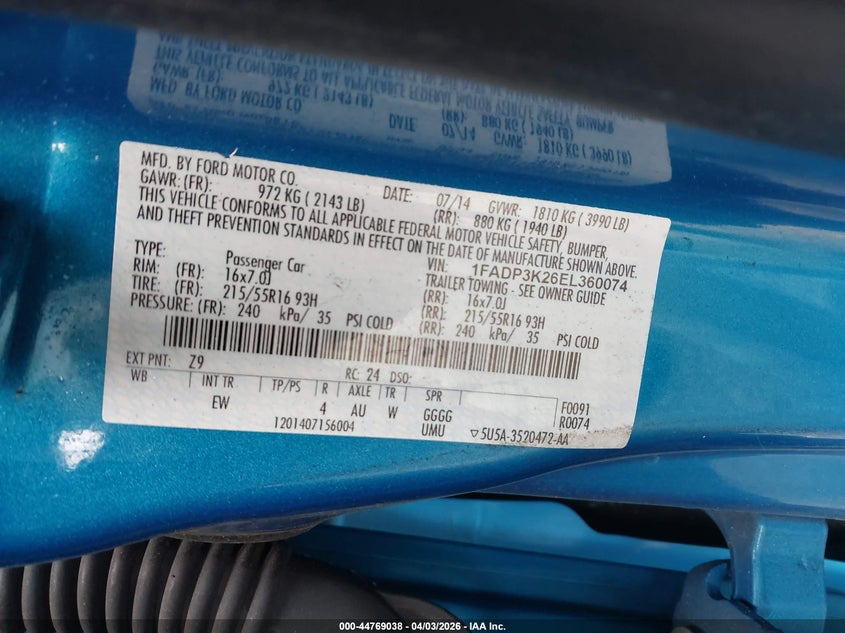 MFD. BY FORD MOTOR CO.
DATE: 07/14 GVWR: 1810 KG ( 3990 LB)
GAWR: (FR): 972 KG ( 2143 LB) (RR): 880 KG ( 1940 LB)
THIS VEHICLE CONFORMS TO ALL APPLICABLE FEDERAL MOTOR VEHICLE SAFETY, BUMPER,
AND THEFT PREVENTION STANDARDS IN EFFECT ON THE DATE OF MANUFACTURE SHOWN ABOVE.
VIN: 1FADP3K26EL360074
TYPE: Passenger Car TRAILER TOWING - SEE OWNER GUIDE
RIM: (FR): 16x7.0J (RR): 16x7.0J
TIRE: (FR): 215/55R16 93H (RR): 215/55R16 93H
PRESSURE: (FR): 240 kPa/ 35 PSI COLD (RR): 240 kPa/ 35 PSI COLD
EXT PNT: Z9 RC: 24 DSO:
WB INT TR TP/PS R AXLE TR SPR F0091
EW 4 AU W GGGG R0074
1201407156004 UMU ▽5U5A-3520472-AA
000-44769038 - 04/03/2026 - IAA Inc.